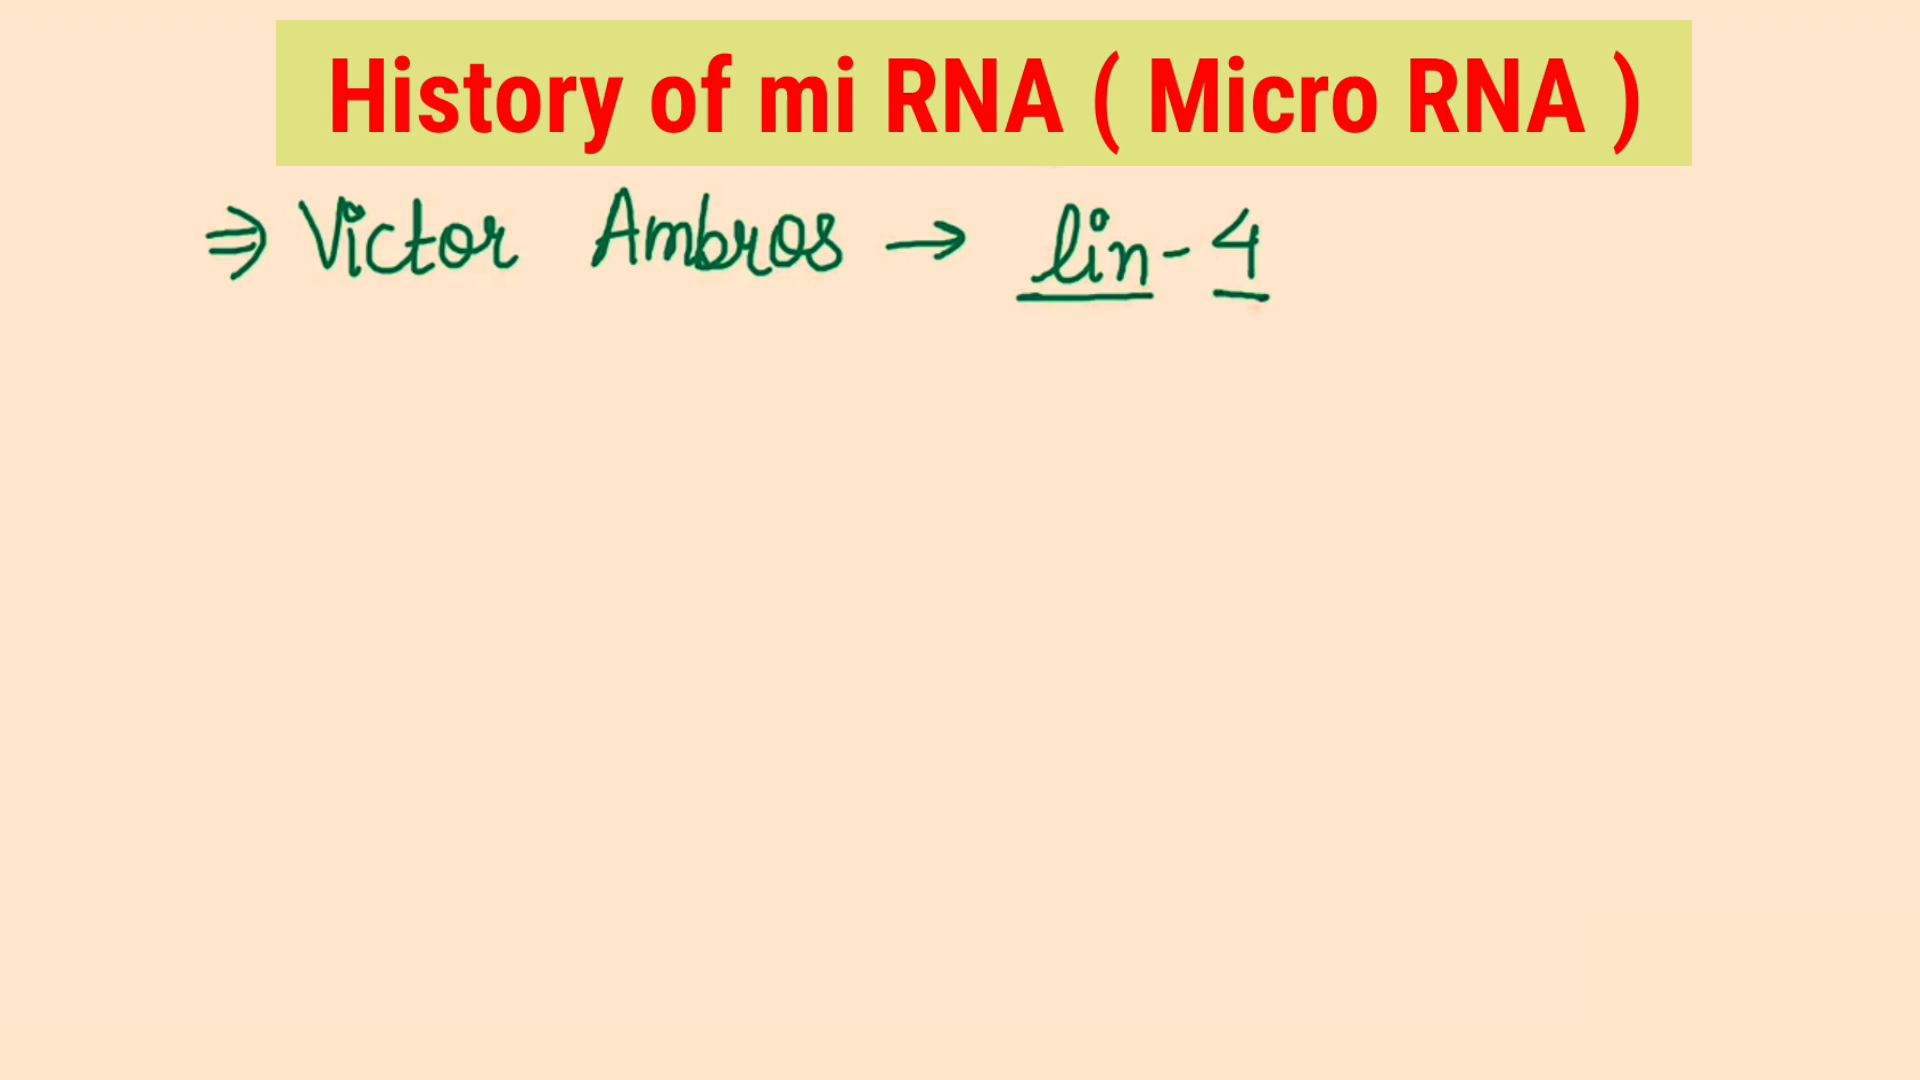 History of mi RNA ( Micro RNA )
⇒ Victor Ambros → lin-4